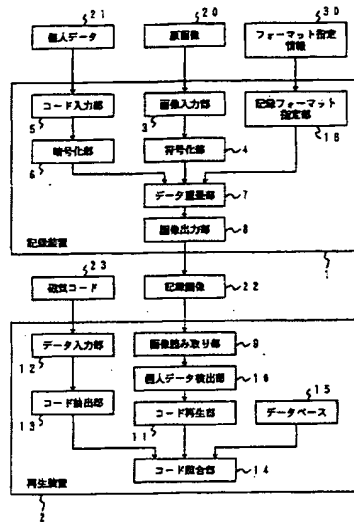 21
20
30
個人データ
原画像
フォーマット指定
情報
コード入力部
5
画像入力部
3
記録フォーマット
指定部
18
暗号化部
6
符号化部
4
データ重畳部
7
画像出力部
8
記録装置
1
23
磁気コード
記録画像
22
データ入力部
12
画像読み取り部
9
個人データ検出部
16
コード抽出部
13
コード再生部
11
15
データベース
コード照合部
14
再生装置
2